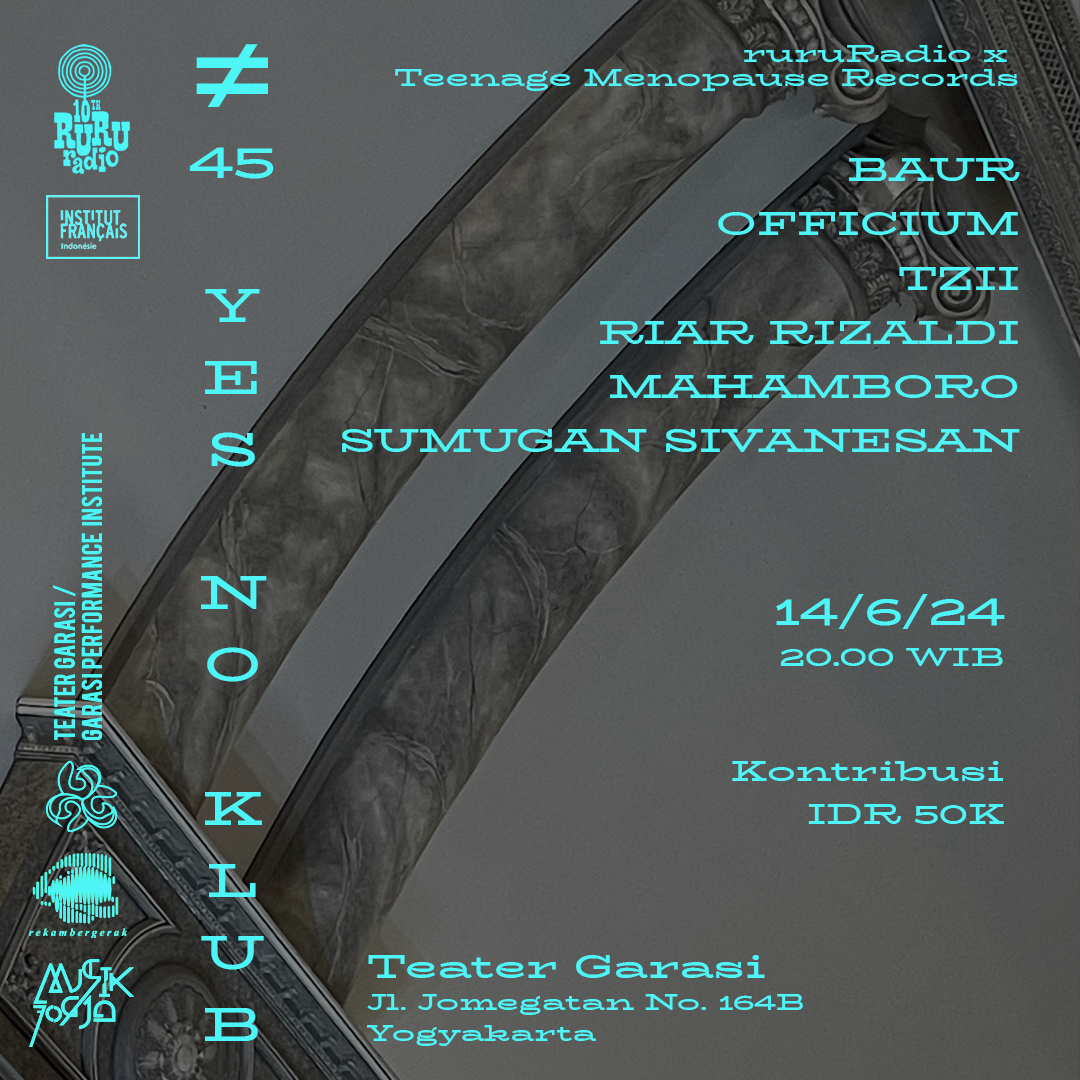 10TH
RURU
radio
INSTITUT
FRANÇAIS
Indonésie
TEATER GARASI /
GARASI PERFORMANCE INSTITUTE
rekambergerak
MUSIK
JOGJA
≠
45
YES NO KLUB
ruruRadio x
Teenage Menopause Records
BAUR
OFFICIUM
TZII
RIAR RIZALDI
MAHAMBORO
SUMUGAN SIVANESAN
14/6/24
20.00 WIB
Kontribusi
IDR 50K
Teater Garasi
Jl. Jomegatan No. 164B
Yogyakarta